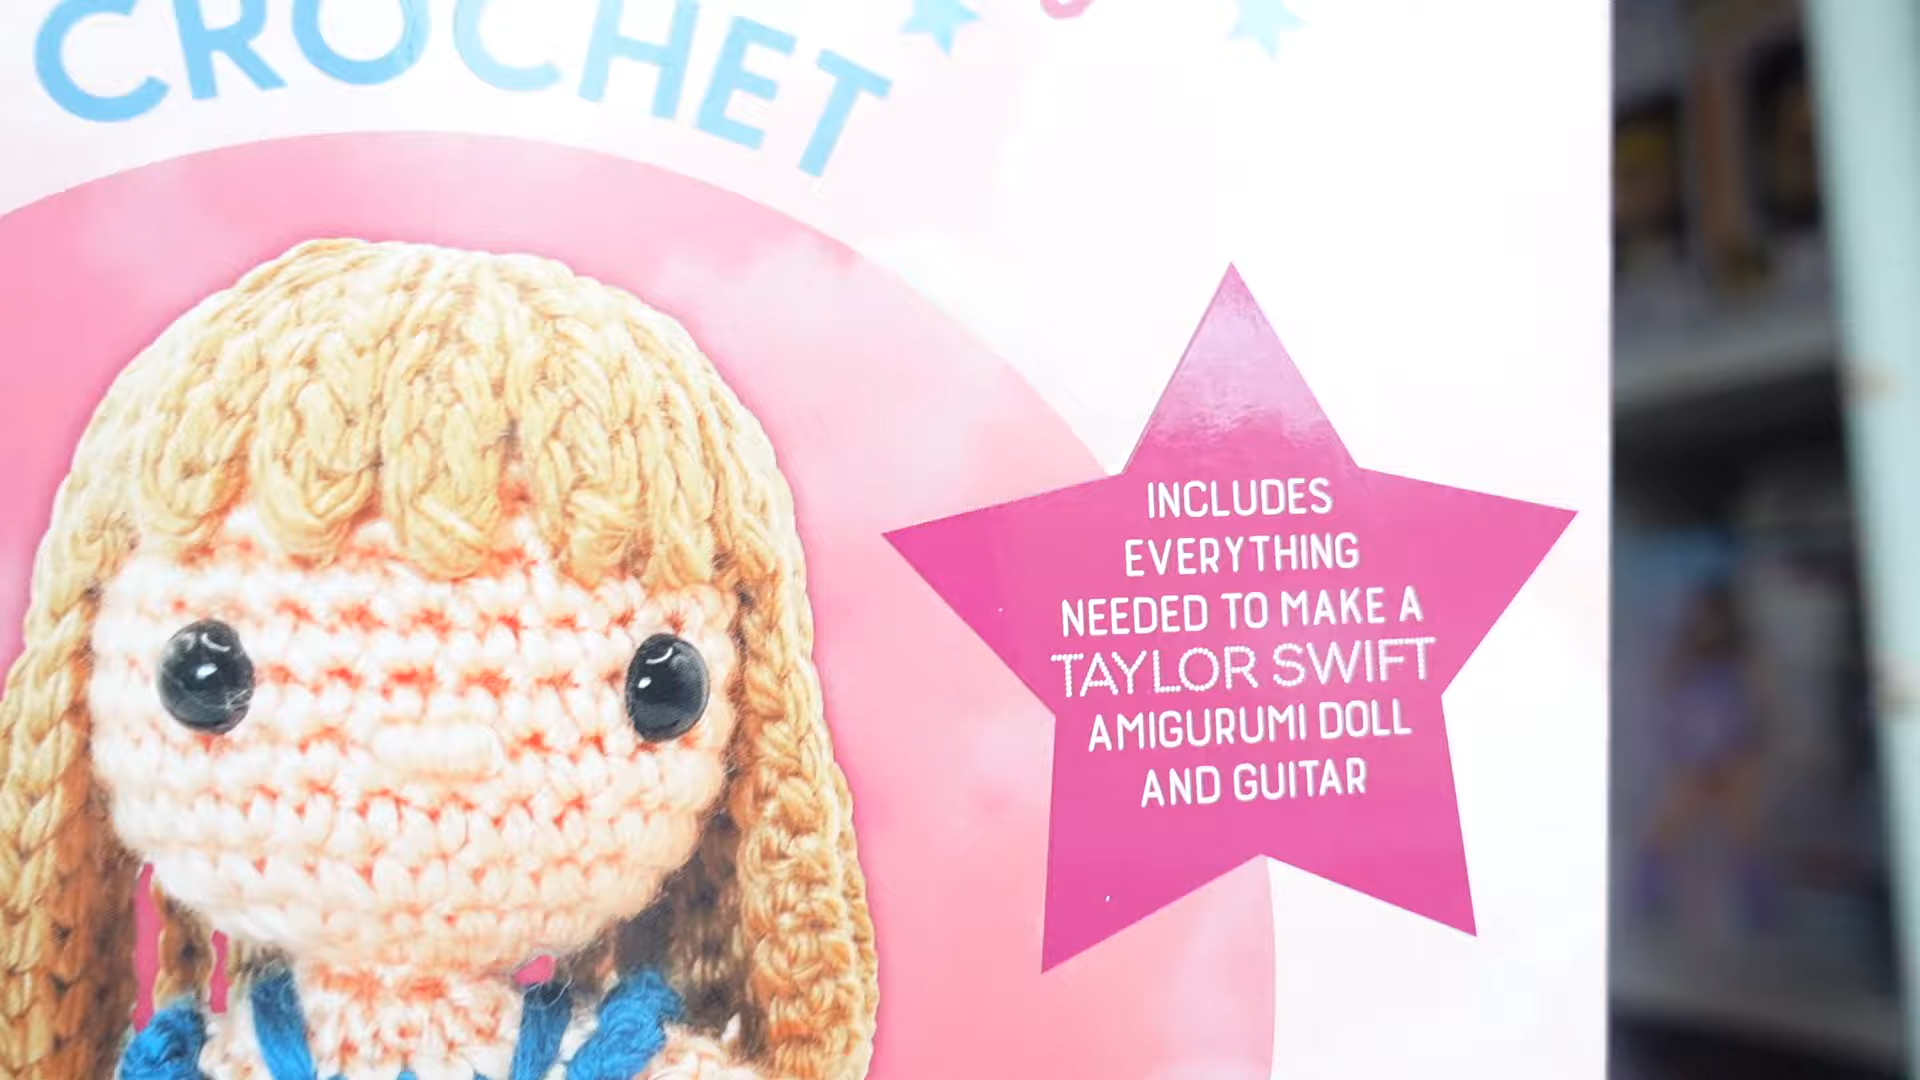 CROCHET
INCLUDES
EVERYTHING
NEEDED TO MAKE A
TAYLOR SWIFT
AMIGURUMI DOLL
AND GUITAR